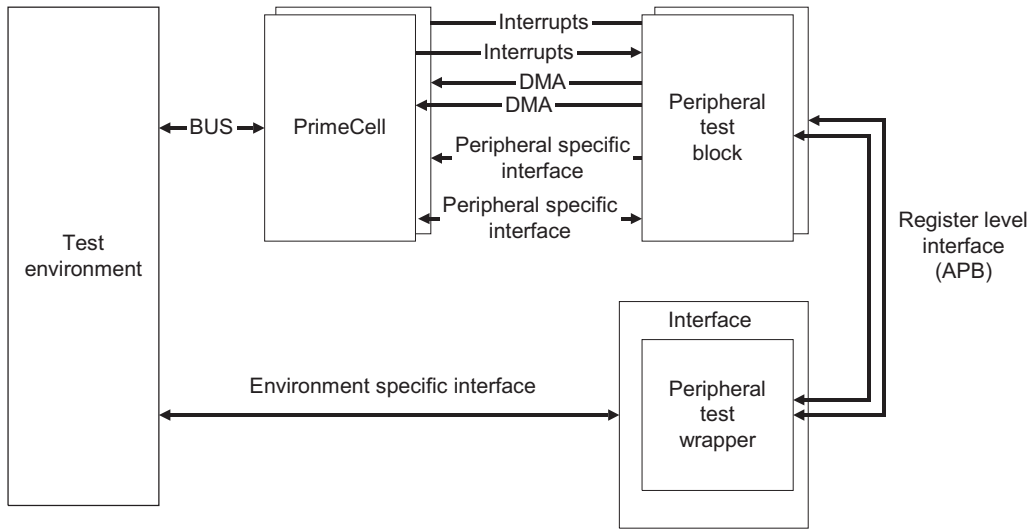 Interrupts
Interrupts
DMA
DMA
BUS
PrimeCell
Peripheral
test
block
Peripheral specific
interface
Peripheral specific
interface
Test
environment
Register level
interface
(APB)
Interface
Environment specific interface
Peripheral
test
wrapper